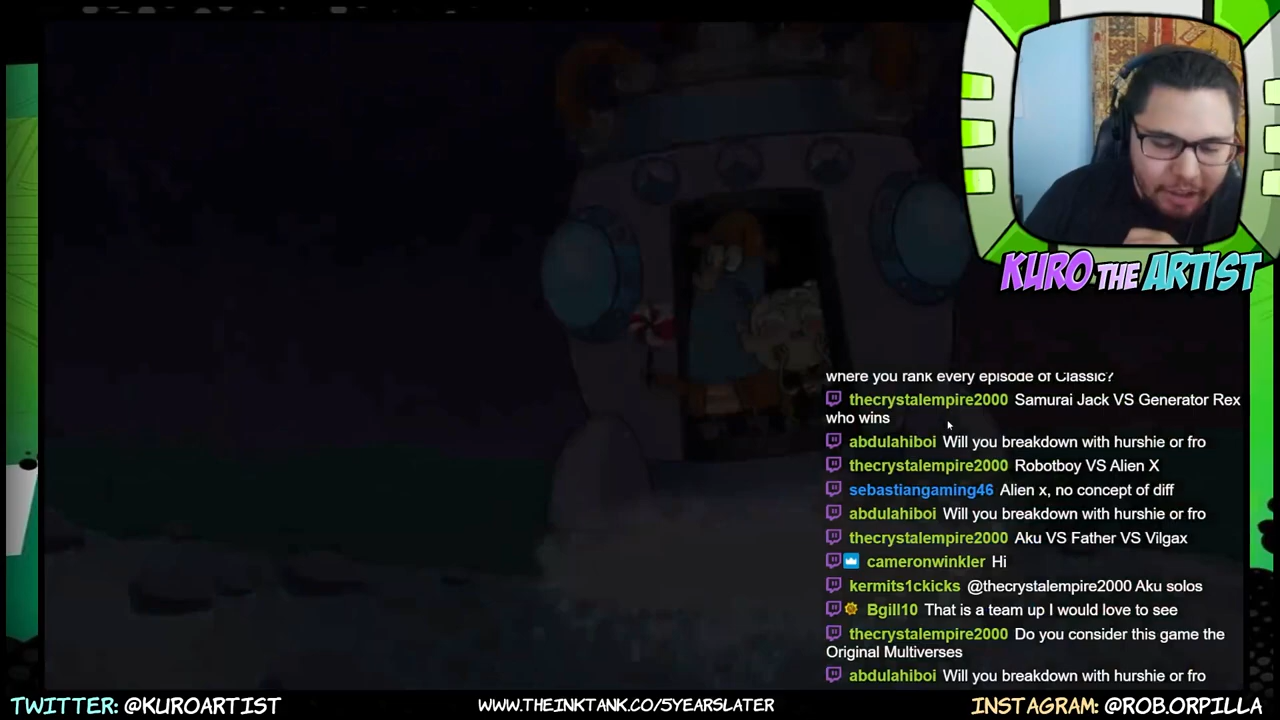 KURO THE ARTIST
where you rank every episode of Classic?
thecrystalempire2000 Samurai Jack VS Generator Rex
who wins
abdulahiboi Will you breakdown with hurshie or fro
thecrystalempire2000 Robotboy VS Alien X
sebastiangaming46 Alien x, no concept of diff
abdulahiboi Will you breakdown with hurshie or fro
thecrystalempire2000 Aku VS Father VS Vilgax
cameronwinkler Hi
kermits1ckicks @thecrystalempire2000 Aku solos
Bgill10 That is a team up I would love to see
thecrystalempire2000 Do you consider this game the
Original Multiverses
abdulahiboi Will you breakdown with hurshie or fro
TWITTER: @KUROARTIST
WWW.THEINKTANK.CO/5YEARSLATER
INSTAGRAM: @ROB.ORPILLA